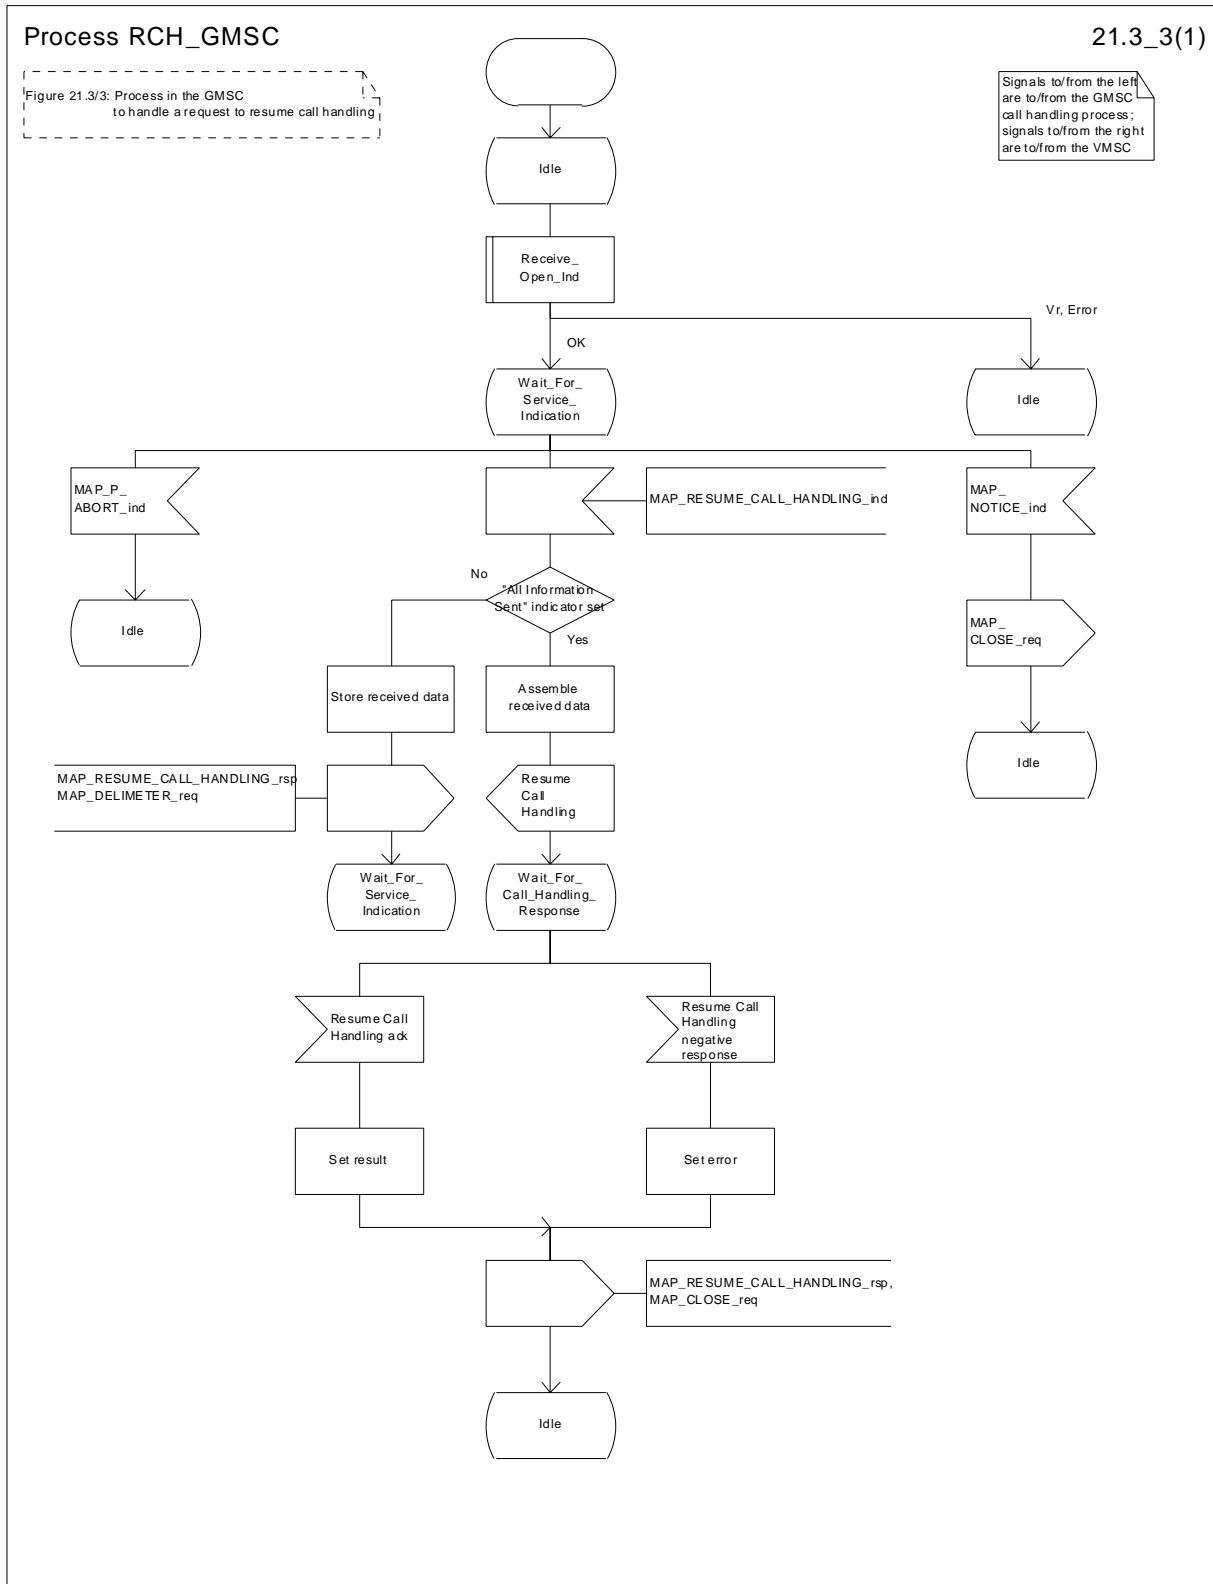 Process RCH_GMSC
21.3_3(1)
Figure 21.3/3: Process in the GMSC
to handle a request to resume call handling
Signals to/from the left
are to/from the GMSC
call handling process;
signals to/from the right
are to/from the VMSC
Idle
Receive_
Open_Ind
Vr, Error
OK
Wait_For_
Service_
Indication
Idle
MAP_P_
ABORT_ind
MAP_RESUME_CALL_HANDLING_ind
MAP_
NOTICE_ind
No
"All Information
Sent" indicator set
Yes
Idle
MAP_
CLOSE_req
Store received data
Assemble
received data
Idle
MAP_RESUME_CALL_HANDLING_rsp
MAP_DELIMETER_req
Resume
Call
Handling
Wait_For_
Service_
Indication
Wait_For_
Call_Handling_
Response
Resume Call
Handling ack
Resume Call
Handling
negative
response
Set result
Set error
MAP_RESUME_CALL_HANDLING_rsp,
MAP_CLOSE_req
Idle